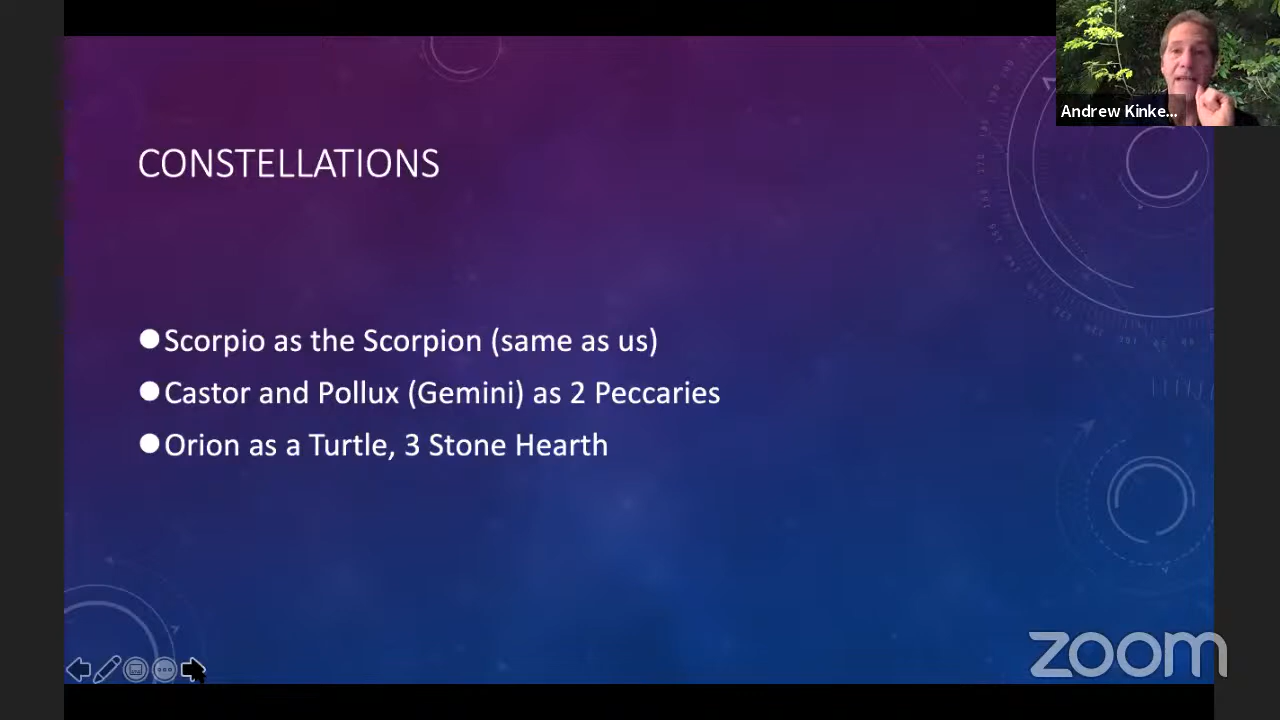 Andrew Kinke...
CONSTELLATIONS
Scorpio as the Scorpion (same as us)
Castor and Pollux (Gemini) as 2 Peccaries
Orion as a Turtle, 3 Stone Hearth
zoom